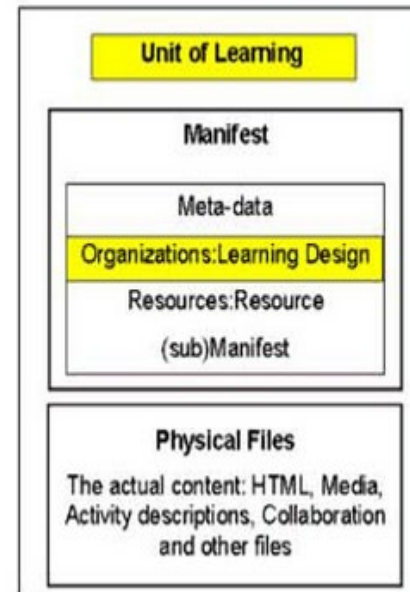 Unit of Learning
Manifest
Meta-data
Organizations:Learning Design
Resources:Resource
(sub)Manifest
Physical Files
The actual content: HTML, Media,
Activity descriptions, Collaboration
and other files